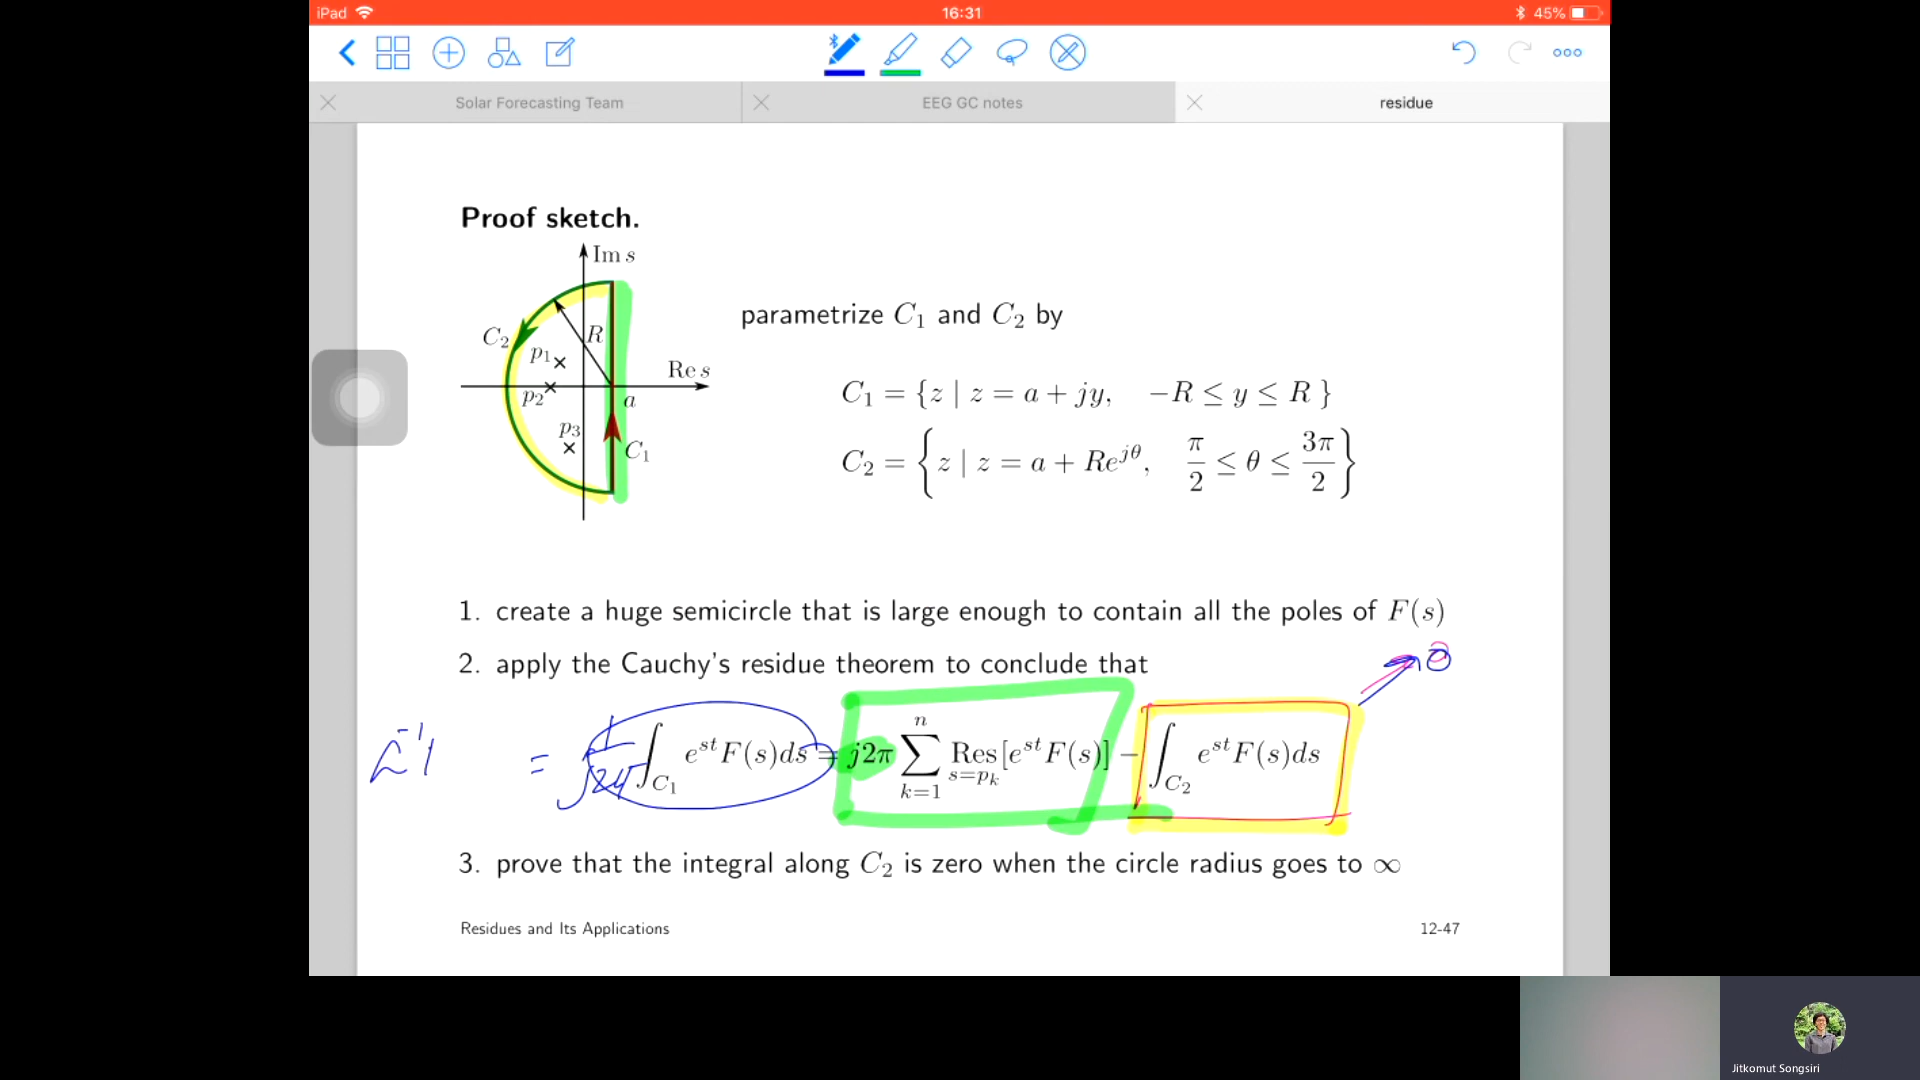 iPad 16:31 45%
Solar Forecasting Team EEG GC notes residue
Proof sketch.
Im s
C₂
R
p₁
Re s
p₂
a
p₃
C₁
parametrize C₁ and C₂ by
C₁ = {z | z = a + jy, −R ≤ y ≤ R }
C₂ = {z | z = a + Re^{jθ}, π/2 ≤ θ ≤ 3π/2}
1. create a huge semicircle that is large enough to contain all the poles of F(s)
2. apply the Cauchy's residue theorem to conclude that
0
ℒ⁻¹ = 1/j2π ∫_{C₁} e^{st} F(s)ds = j2π ∑_{k=1}^{n} Res_{s=p_k}[e^{st} F(s)] − ∫_{C₂} e^{st} F(s)ds
3. prove that the integral along C₂ is zero when the circle radius goes to ∞
Residues and Its Applications 12-47
Jitkomut Songsiri